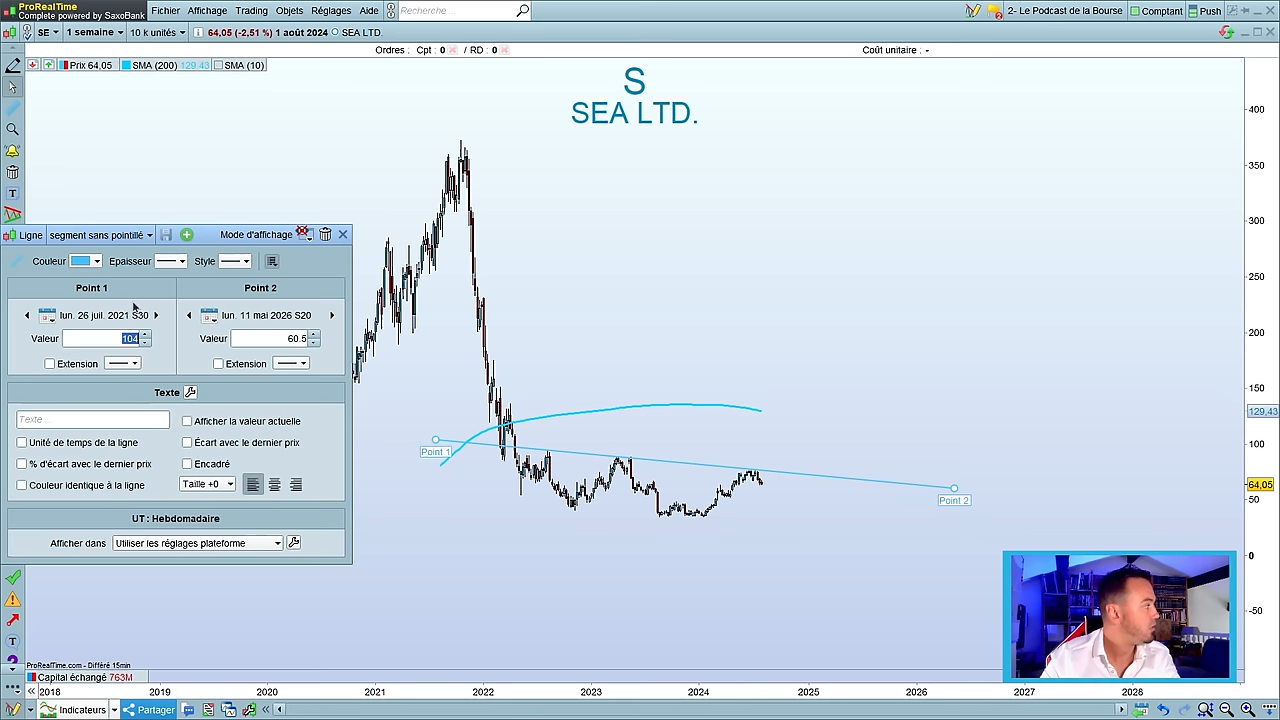 ProRealTime
Complete powered by SaxoBank
Fichier Affichage Trading Objets Réglages Aide Recherche... 2- Le Podcast de la Bourse Comptant Push
SE 1 semaine 10 k unités 64,05 (-2,51 %) 1 août 2024 SEA LTD.
Ordres : Cpt : 0 / RD : 0 Coût unitaire : -
Prix 64.05 SMA (200) 129.43 SMA (10)
S
SEA LTD.
400
350
300
250
200
150
129,43
100
64,05
50
0
-50
Ligne segment sans pointillé Mode d'affichage
Couleur Epaisseur Style
Point 1 Point 2
lun. 26 juil. 2021 S30 lun. 11 mai 2026 S20
Valeur 104 Valeur 60.5
Extension Extension
Texte
Texte ... Afficher la valeur actuelle
Unité de temps de la ligne Écart avec le dernier prix
% d'écart avec le dernier prix Encadré
Couleur identique à la ligne Taille +0
UT : Hebdomadaire
Afficher dans Utiliser les réglages plateforme
Point 1
Point 2
ProRealTime.com - Différé 15min
Capital échangé 763M
2018 2019 2020 2021 2022 2023 2024 2025 2026 2027 2028
Indicateurs Partager